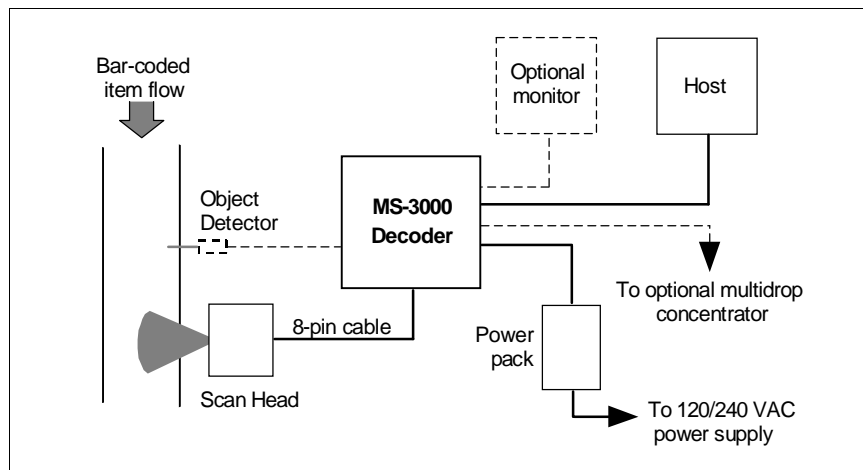 Bar-coded
item flow
Optional
monitor
Host
Object
Detector
MS-3000
Decoder
To optional multidrop
concentrator
8-pin cable
Power
pack
Scan Head
To 120/240 VAC
power supply